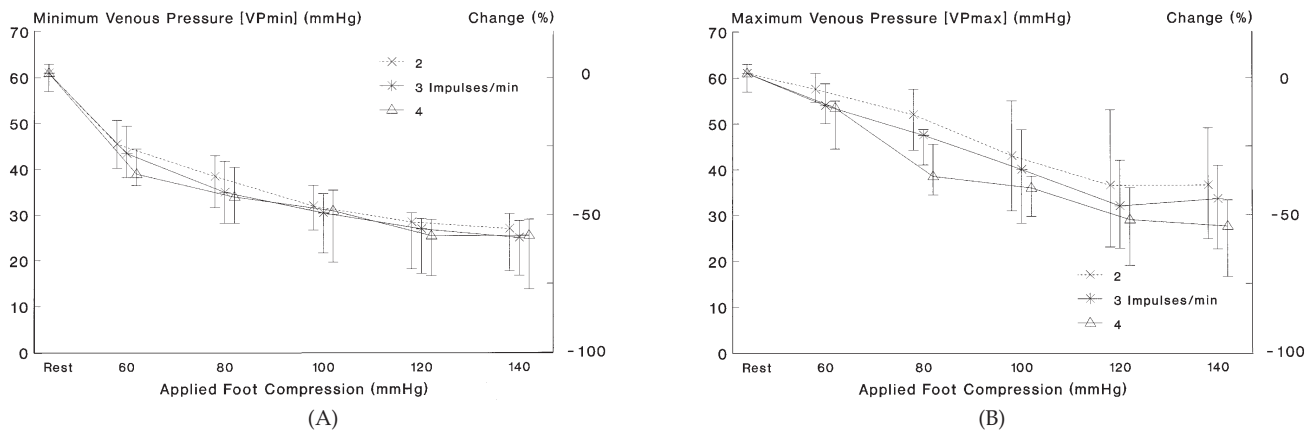 Minimum Venous Pressure [VPmin] (mmHg) Change (%)
70
60
50
40
30
20
10
0
0
-50
-100
2
3 Impulses/min
4
Rest 60 80 100 120 140
Applied Foot Compression (mmHg)
(A)
Maximum Venous Pressure [VPmax] (mmHg) Change (%)
70
60
50
40
30
20
10
0
0
-50
-100
2
3 Impulses/min
4
Rest 60 80 100 120 140
Applied Foot Compression (mmHg)
(B)